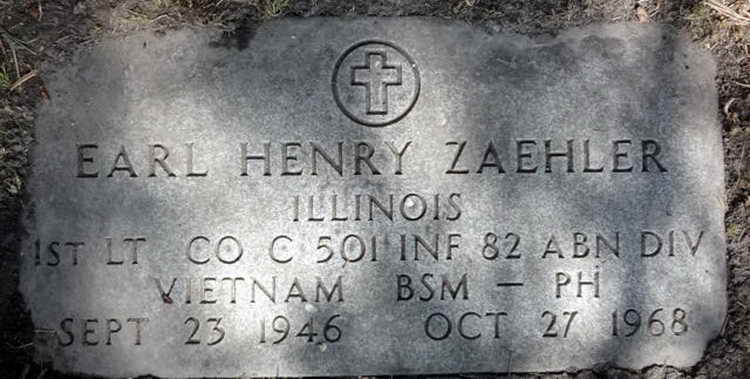 EARL HENRY ZAEHLER
ILLINOIS
1ST LT CO C 501 INF 82 ABN DIV
VIETNAM BSM — PH
SEPT 23 1946 OCT 27 1968